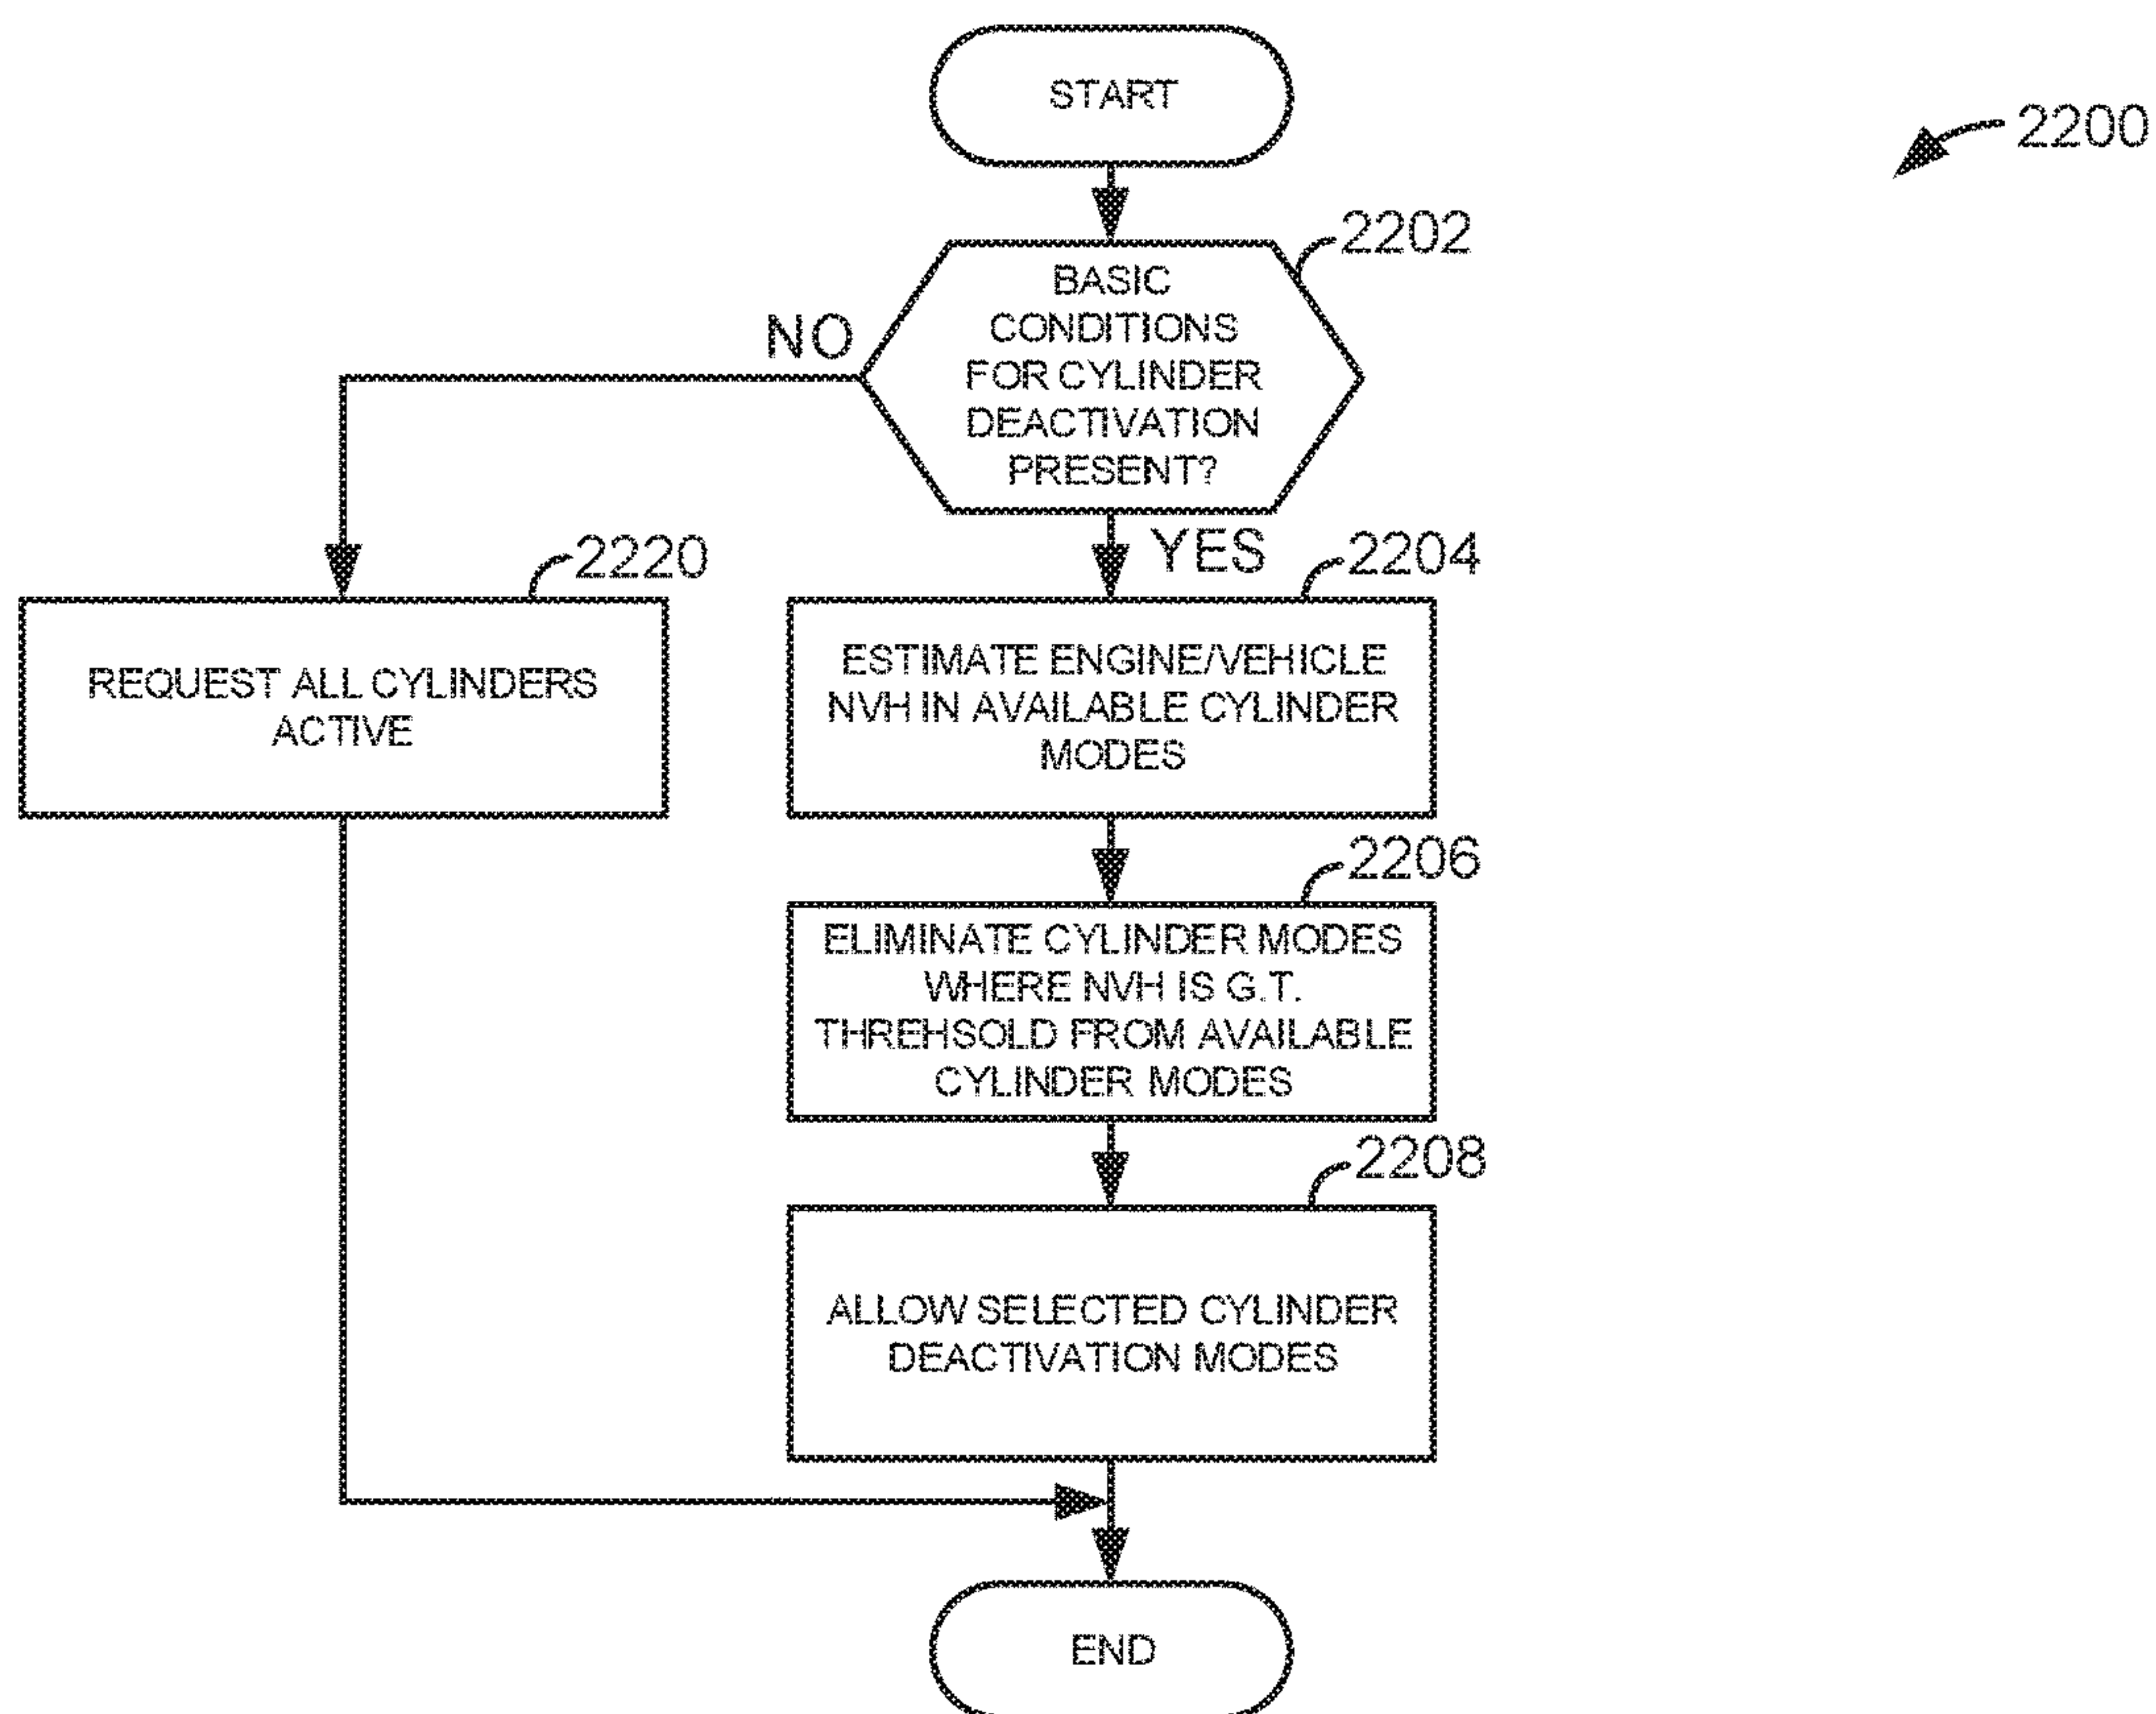 START
2200
2202
BASIC
CONDITIONS
FOR CYLINDER
DEACTIVATION
PRESENT?
NO
YES
2220
REQUEST ALL CYLINDERS
ACTIVE
2204
ESTIMATE ENGINE/VEHICLE
NVH IN AVAILABLE CYLINDER
MODES
2206
ELIMINATE CYLINDER MODES
WHERE NVH IS G.T.
THREHSOLD FROM AVAILABLE
CYLINDER MODES
2208
ALLOW SELECTED CYLINDER
DEACTIVATION MODES
END